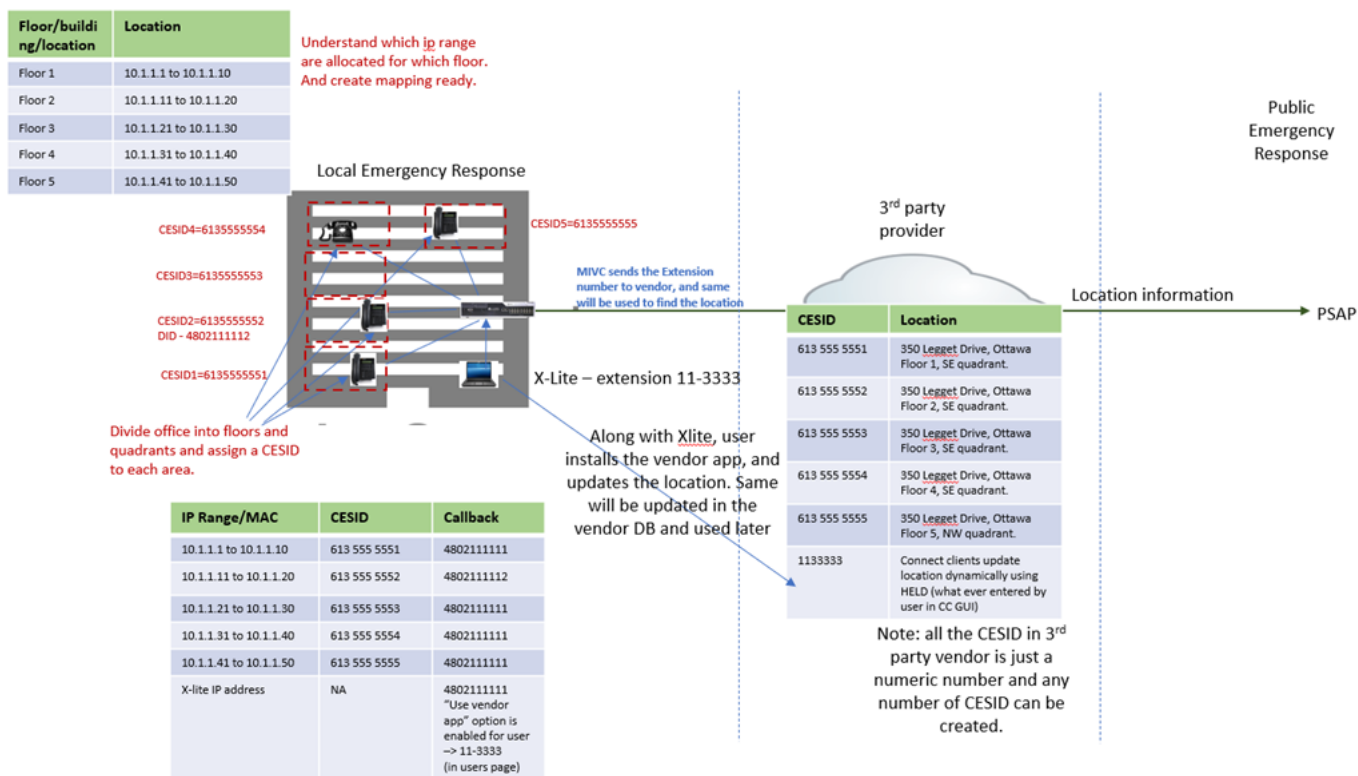 Floor/buildi
ng/location
Location
Floor 1
10.1.1.1 to 10.1.1.10
Floor 2
10.1.1.11 to 10.1.1.20
Floor 3
10.1.1.21 to 10.1.1.30
Floor 4
10.1.1.31 to 10.1.1.40
Floor 5
10.1.1.41 to 10.1.1.50
Understand which ip range
are allocated for which floor.
And create mapping ready.
Local Emergency Response
CESID4=6135555554
CESID3=6135555553
CESID2=6135555552
DID - 4802111112
CESID1=6135555551
CESID5=6135555555
Divide office into floors and
quadrants and assign a CESID
to each area.
MIVC sends the Extension
number to vendor, and same
will be used to find the location
X-Lite – extension 11-3333
Along with Xlite, user
installs the vendor app, and
updates the location. Same
will be updated in the
vendor DB and used later
IP Range/MAC
CESID
Callback
10.1.1.1 to 10.1.1.10
613 555 5551
4802111111
10.1.1.11 to 10.1.1.20
613 555 5552
4802111112
10.1.1.21 to 10.1.1.30
613 555 5553
4802111111
10.1.1.31 to 10.1.1.40
613 555 5554
4802111111
10.1.1.41 to 10.1.1.50
613 555 5555
4802111111
X-lite IP address
NA
4802111111
"Use vendor
app" option is
enabled for user
–> 11-3333
(in users page)
3rd party
provider
CESID
Location
613 555 5551
350 Legget Drive, Ottawa
Floor 1, SE quadrant.
613 555 5552
350 Legget Drive, Ottawa
Floor 2, SE quadrant.
613 555 5553
350 Legget Drive, Ottawa
Floor 3, SE quadrant.
613 555 5554
350 Legget Drive, Ottawa
Floor 4, SE quadrant.
613 555 5555
350 Legget Drive, Ottawa
Floor 5, NW quadrant.
1133333
Connect clients update
location dynamically using
HELD (what ever entered by
user in CC GUI)
Note: all the CESID in 3rd
party vendor is just a
numeric number and any
number of CESID can be
created.
Public
Emergency
Response
Location information
PSAP